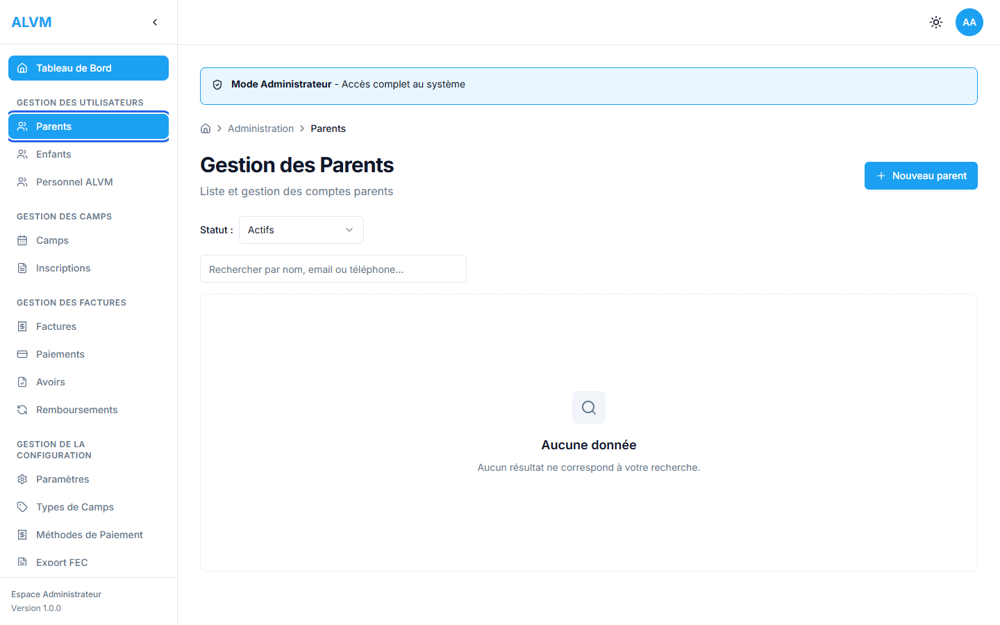 ALVM
AA
Tableau de Bord
Mode Administrateur - Accès complet au système
GESTION DES UTILISATEURS
Parents
Enfants
Personnel ALVM
GESTION DES CAMPS
Camps
Inscriptions
GESTION DES FACTURES
Factures
Paiements
Avoirs
Remboursements
GESTION DE LA
CONFIGURATION
Paramètres
Types de Camps
Méthodes de Paiement
Export FEC
Espace Administrateur
Version 1.0.0
Administration
Parents
Gestion des Parents
Liste et gestion des comptes parents
Nouveau parent
Statut :
Actifs
Rechercher par nom, email ou téléphone...
Aucune donnée
Aucun résultat ne correspond à votre recherche.